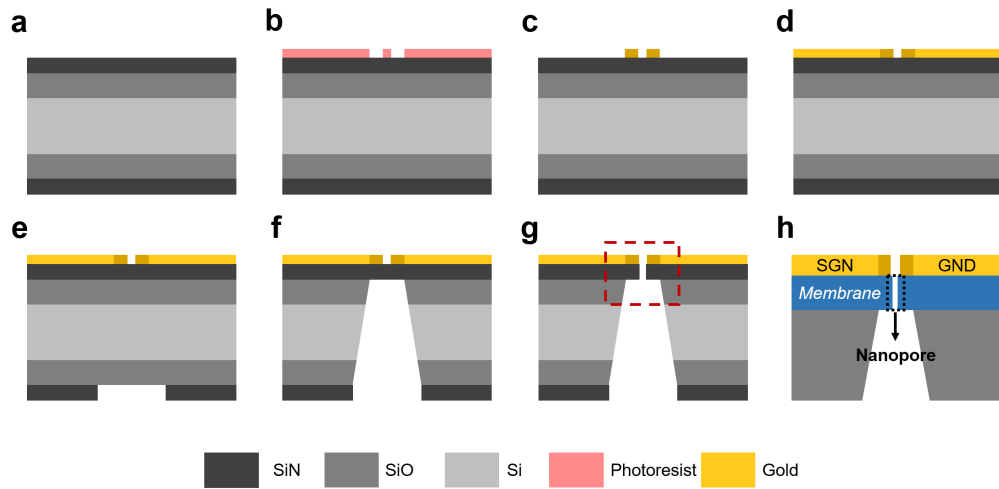 a
b
c
d
e
f
g
h
SGN
GND
Membrane
Nanopore
SiN
SiO
Si
Photoresist
Gold